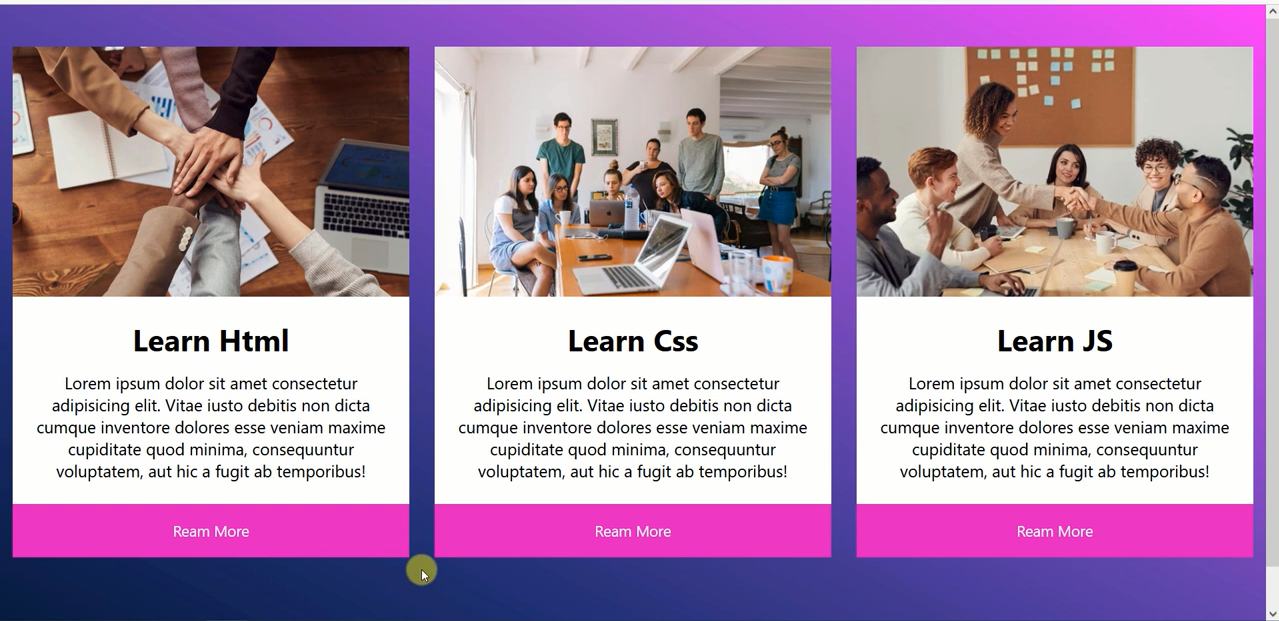 Learn Html
Lorem ipsum dolor sit amet consectetur
adipisicing elit. Vitae iusto debitis non dicta
cumque inventore dolores esse veniam maxime
cupiditate quod minima, consequuntur
voluptatem, aut hic a fugit ab temporibus!
Ream More
Learn Css
Lorem ipsum dolor sit amet consectetur
adipisicing elit. Vitae iusto debitis non dicta
cumque inventore dolores esse veniam maxime
cupiditate quod minima, consequuntur
voluptatem, aut hic a fugit ab temporibus!
Ream More
Learn JS
Lorem ipsum dolor sit amet consectetur
adipisicing elit. Vitae iusto debitis non dicta
cumque inventore dolores esse veniam maxime
cupiditate quod minima, consequuntur
voluptatem, aut hic a fugit ab temporibus!
Ream More